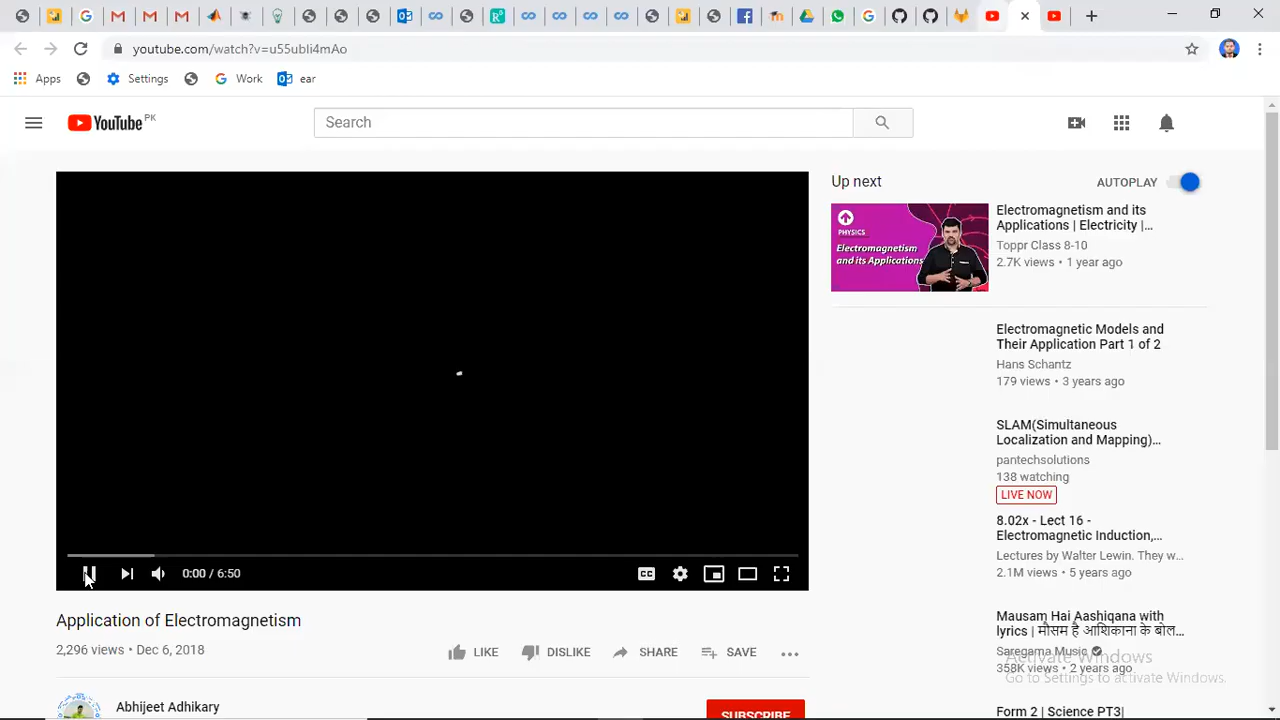 youtube.com/watch?v=u55ubli4mAo
Apps
Settings
Work
ear
YouTube PK
Search
Up next
AUTOPLAY
PHYSICS
Electromagnetism
and its Applications
Electromagnetism and its
Applications | Electricity |...
Toppr Class 8-10
2.7K views • 1 year ago
Electromagnetic Models and
Their Application Part 1 of 2
Hans Schantz
179 views • 3 years ago
SLAM(Simultaneous
Localization and Mapping)...
pantechsolutions
138 watching
LIVE NOW
8.02x - Lect 16 -
Electromagnetic Induction,...
Lectures by Walter Lewin. They w...
2.1M views • 5 years ago
CC
0:00 / 6:50
Application of Electromagnetism
2,296 views • Dec 6, 2018
LIKE
DISLIKE
SHARE
SAVE
Mausam Hai Aashiqana with
lyrics | मौसम है आशिकाना के बोल...
Saregama Music
358K views • 2 years ago
Activate Windows
Go to Settings to activate Windows.
Abhijeet Adhikary
SUBSCRIBE
Form 2 | Science PT3|